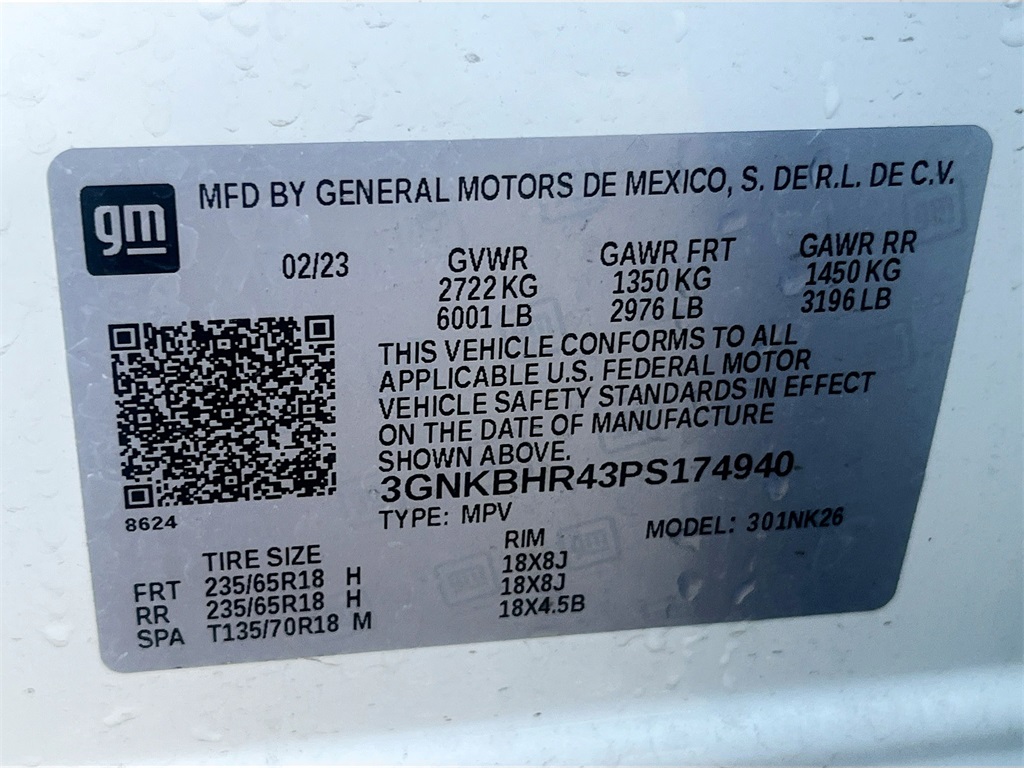 gm
MFD BY GENERAL MOTORS DE MEXICO, S. DE R.L. DE C.V.
02/23 GVWR GAWR FRT GAWR RR
2722 KG 1350 KG 1450 KG
6001 LB 2976 LB 3196 LB
THIS VEHICLE CONFORMS TO ALL
APPLICABLE U.S. FEDERAL MOTOR
VEHICLE SAFETY STANDARDS IN EFFECT
ON THE DATE OF MANUFACTURE
SHOWN ABOVE.
3GNKBHR43PS174940
8624
TYPE: MPV MODEL: 301NK26
TIRE SIZE RIM
FRT 235/65R18 H 18X8J
RR 235/65R18 H 18X8J
SPA T135/70R18 M 18X4.5B